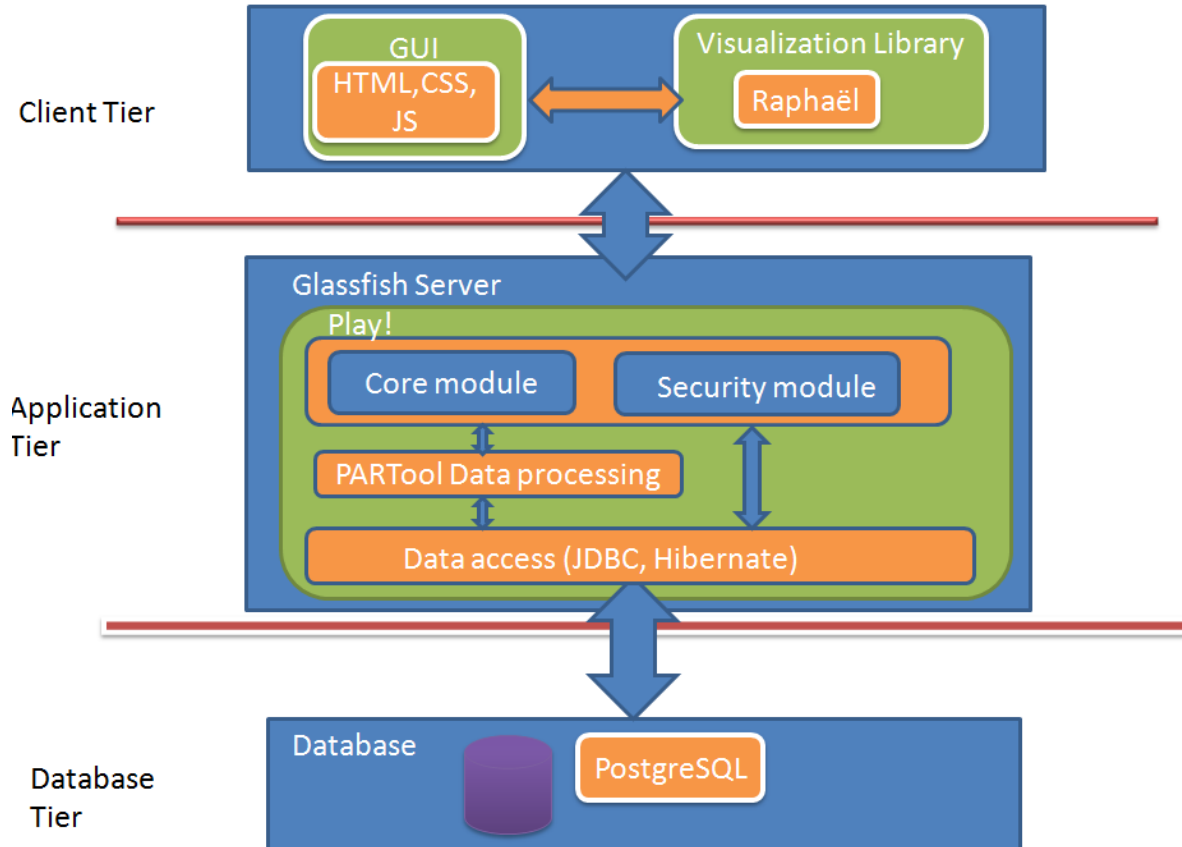 Client Tier
GUI
HTML,CSS,
JS
Visualization Library
Raphaël
Application
Tier
Glassfish Server
Play!
Core module
Security module
PARTool Data processing
Data access (JDBC, Hibernate)
Database
Tier
Database
PostgreSQL